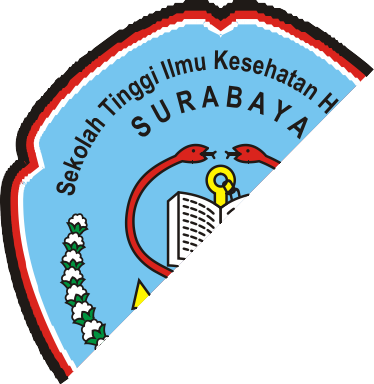 Sekolah Tinggi Ilmu Kesehatan H
SURABAYA